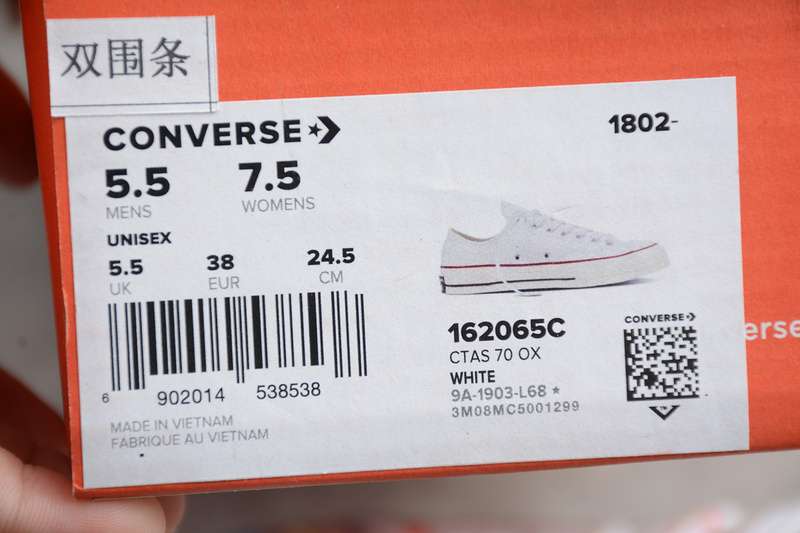 双围条
CONVERSE
1802-
5.5 7.5
MENS WOMENS
UNISEX
5.5 38 24.5
UK EUR CM
6 902014 538538
MADE IN VIETNAM
FABRIQUE AU VIETNAM
162065C
CTAS 70 OX
WHITE
9A-1903-L68 *
3M08MC5001299
CONVERSE
erse